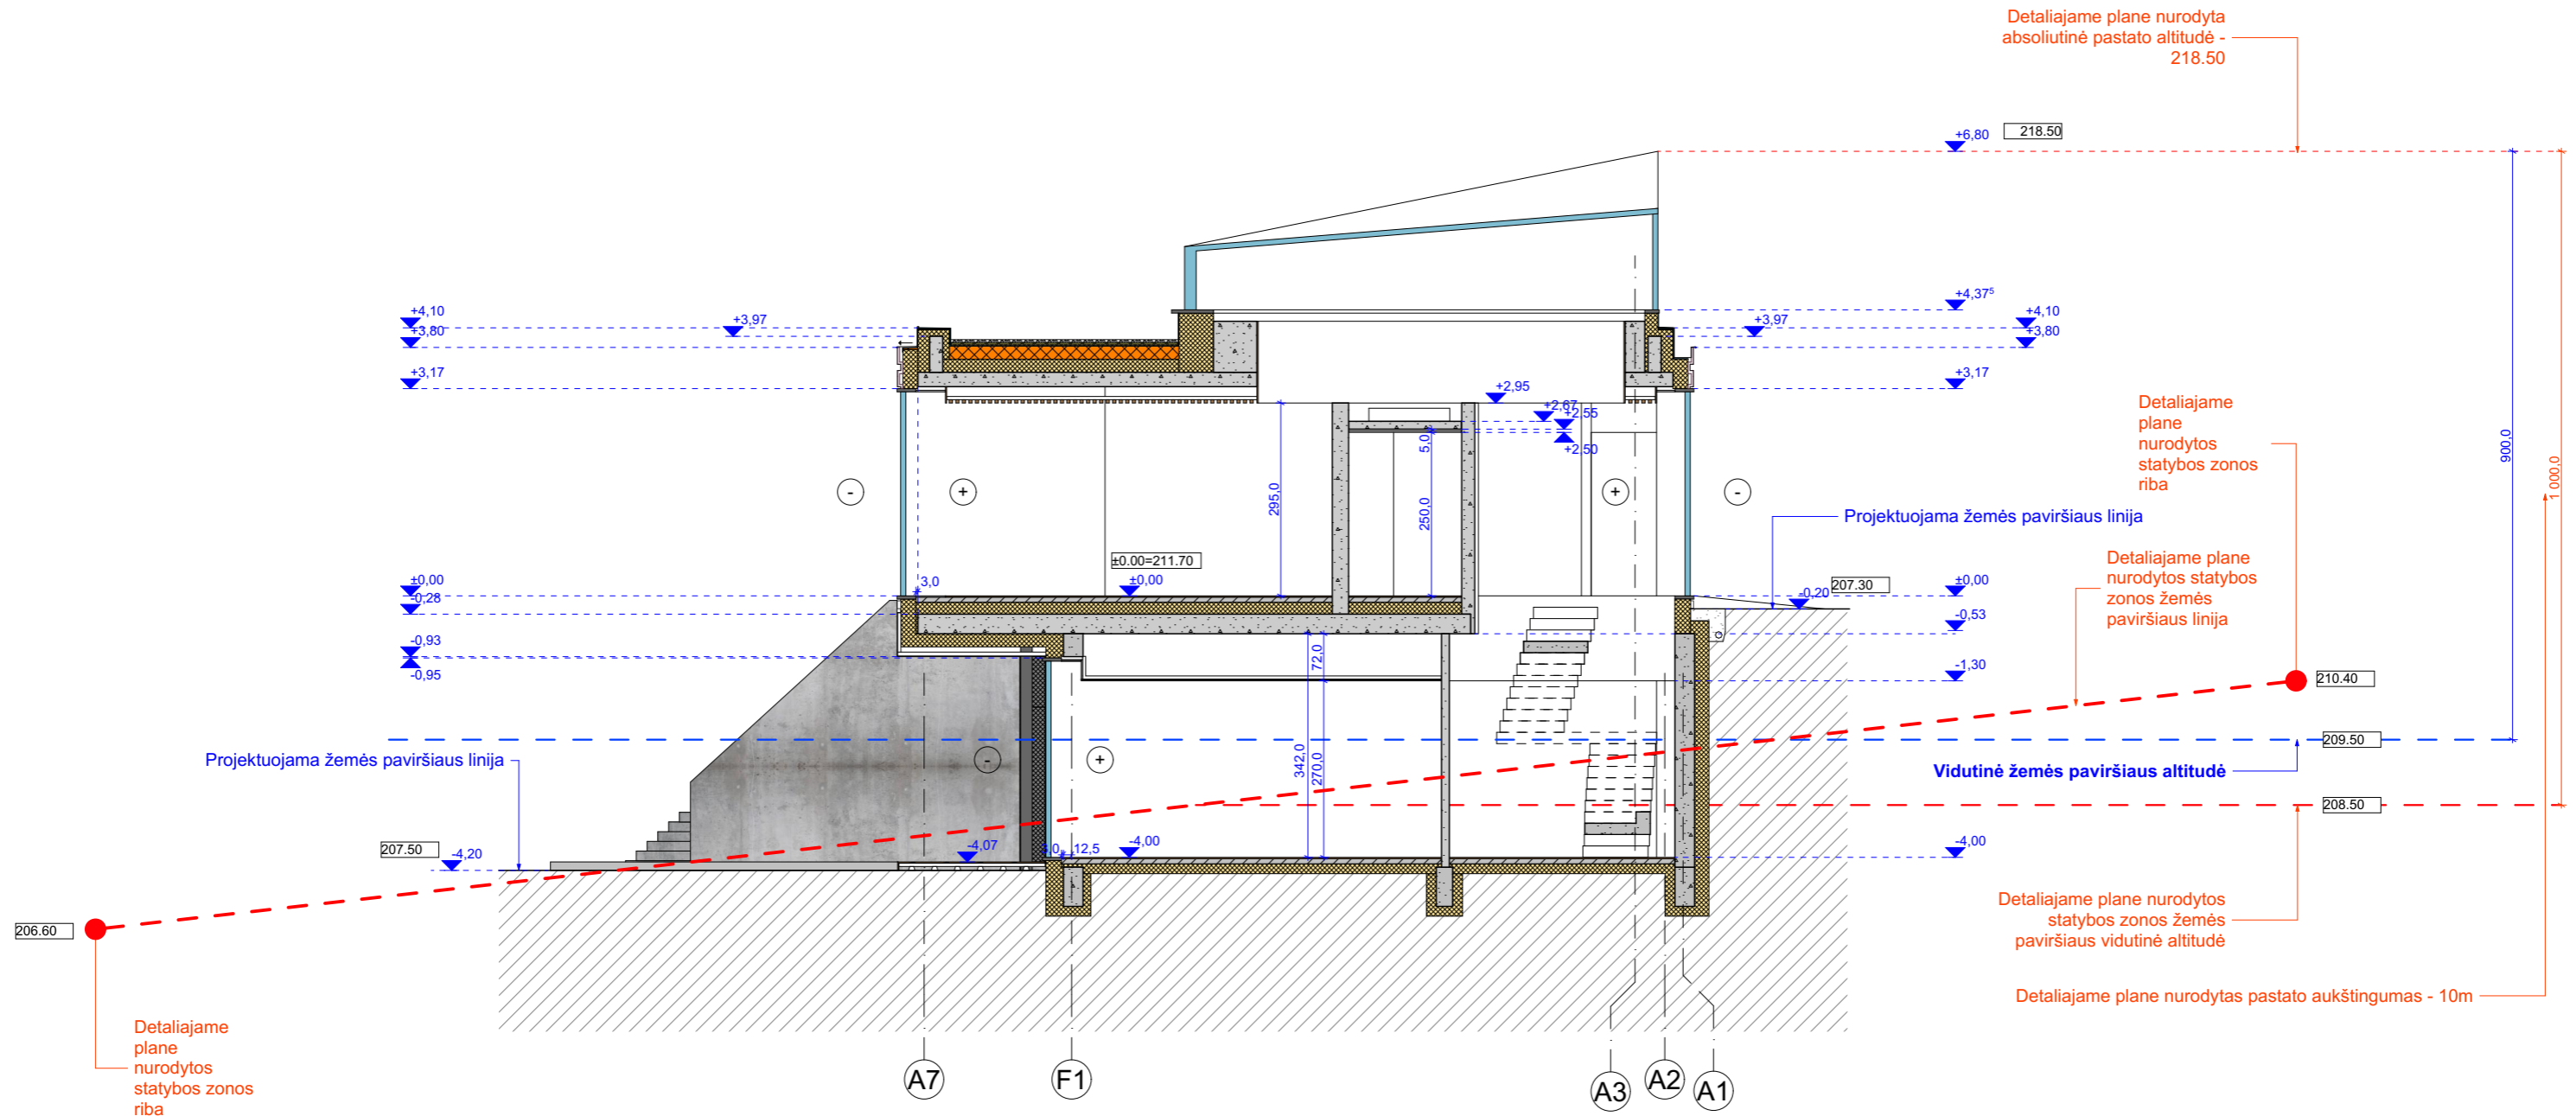 Detaliajame plane nurodyta
absoliutinė pastato altitudė -
218.50
+6,80
218.50
+4,37⁵
+4,10
+3,97
+3,80
+3,17
+4,10
+3,97
+3,80
+3,17
+2,95
+2,67
+2,55
+2,50
5,0
295,0
250,0
900,0
1 000,0
-
+
+
-
Detaliajame
plane
nurodytos
statybos zonos
riba
Projektuojama žemės paviršiaus linija
Detaliajame plane
nurodytos statybos
zonos žemės
paviršiaus linija
±0.00=211.70
±0,00
-0,28
3,0
±0,00
207.30
±0,00
-0,20
-0,53
-0,93
-0,95
72,0
-1,30
210.40
342,0
270,0
209.50
Vidutinė žemės paviršiaus altitudė
Projektuojama žemės paviršiaus linija
-
+
208.50
207.50
-4,20
-4,07
3,0
12,5
-4,00
-4,00
206.60
Detaliajame plane nurodytos
statybos zonos žemės
paviršiaus vidutinė altitudė
Detaliajame plane nurodytas pastato aukštingumas - 10m
Detaliajame
plane
nurodytos
statybos zonos
riba
A7
F1
A3
A2
A1